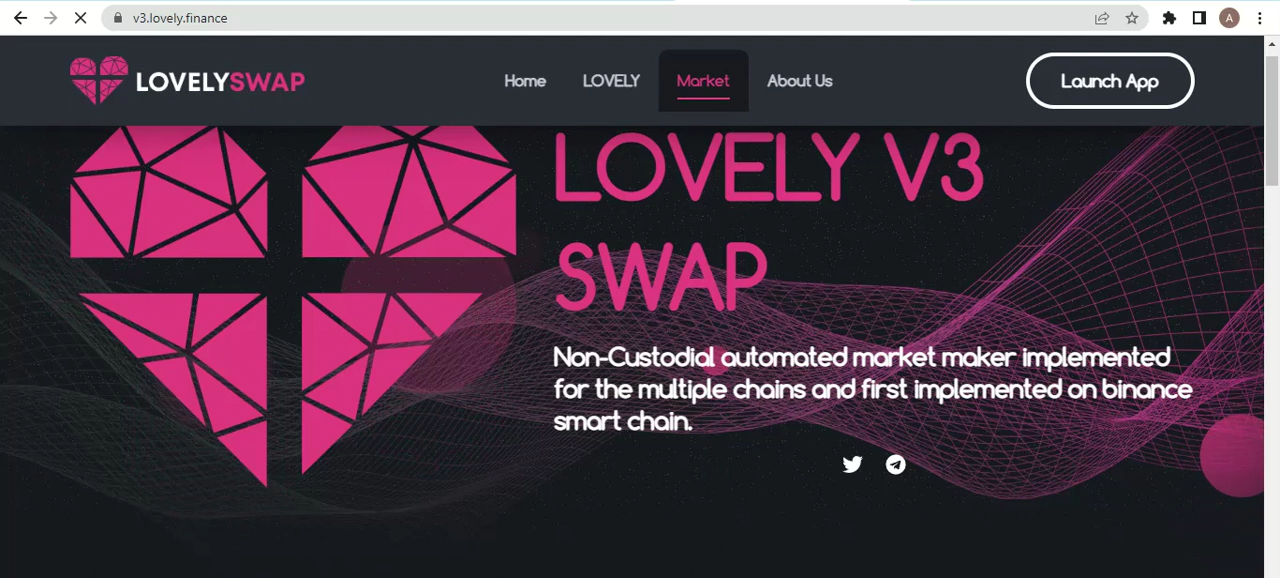 v3.lovely.finance
A
LOVELYSWAP
Home
LOVELY
Market
About Us
Launch App
LOVELY V3
SWAP
Non-Custodial automated market maker implemented
for the multiple chains and first implemented on binance
smart chain.